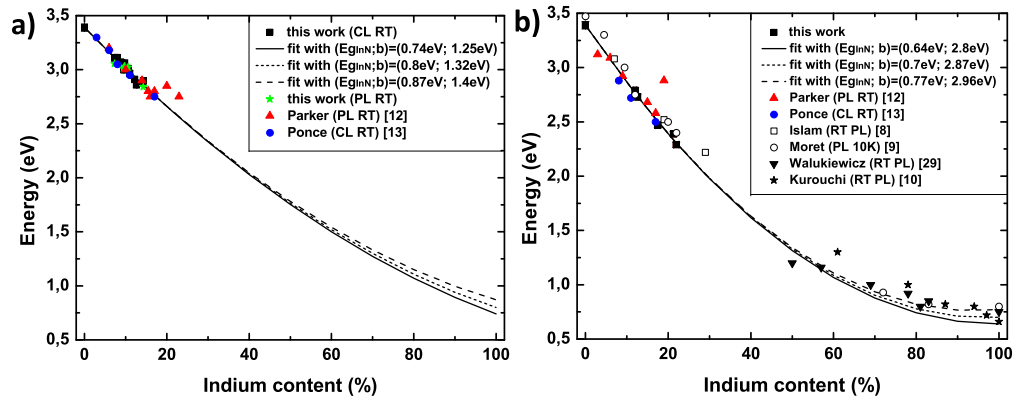 a)
3,5
3,0
2,5
2,0
1,5
1,0
0,5
Energy (eV)
0
20
40
60
80
100
Indium content (%)
this work (CL RT)
fit with (EgInN;b)=(0.74eV; 1.25eV)
fit with (EgInN;b)=(0.8eV; 1.32eV)
fit with (EgInN;b)=(0.87eV; 1.4eV)
this work (PL RT)
Parker (PL RT) [12]
Ponce (CL RT) [13]
b)
3.5
3.0
2.5
2.0
1.5
1.0
0,5
Energy (eV)
0
20
40
60
80
100
Indium content (%)
this work
fit with (EgInN; b)=(0.64eV; 2.8eV)
fit with (EgInN; b)=(0.7eV; 2.87eV)
fit with (EgInN; b)=(0.77eV; 2.96eV)
Parker (PL RT) [12]
Ponce (CL RT) [13]
Islam (RT PL) [8]
Moret (PL 10K) [9]
Walukiewicz (RT PL) [29]
Kurouchi (RT PL) [10]